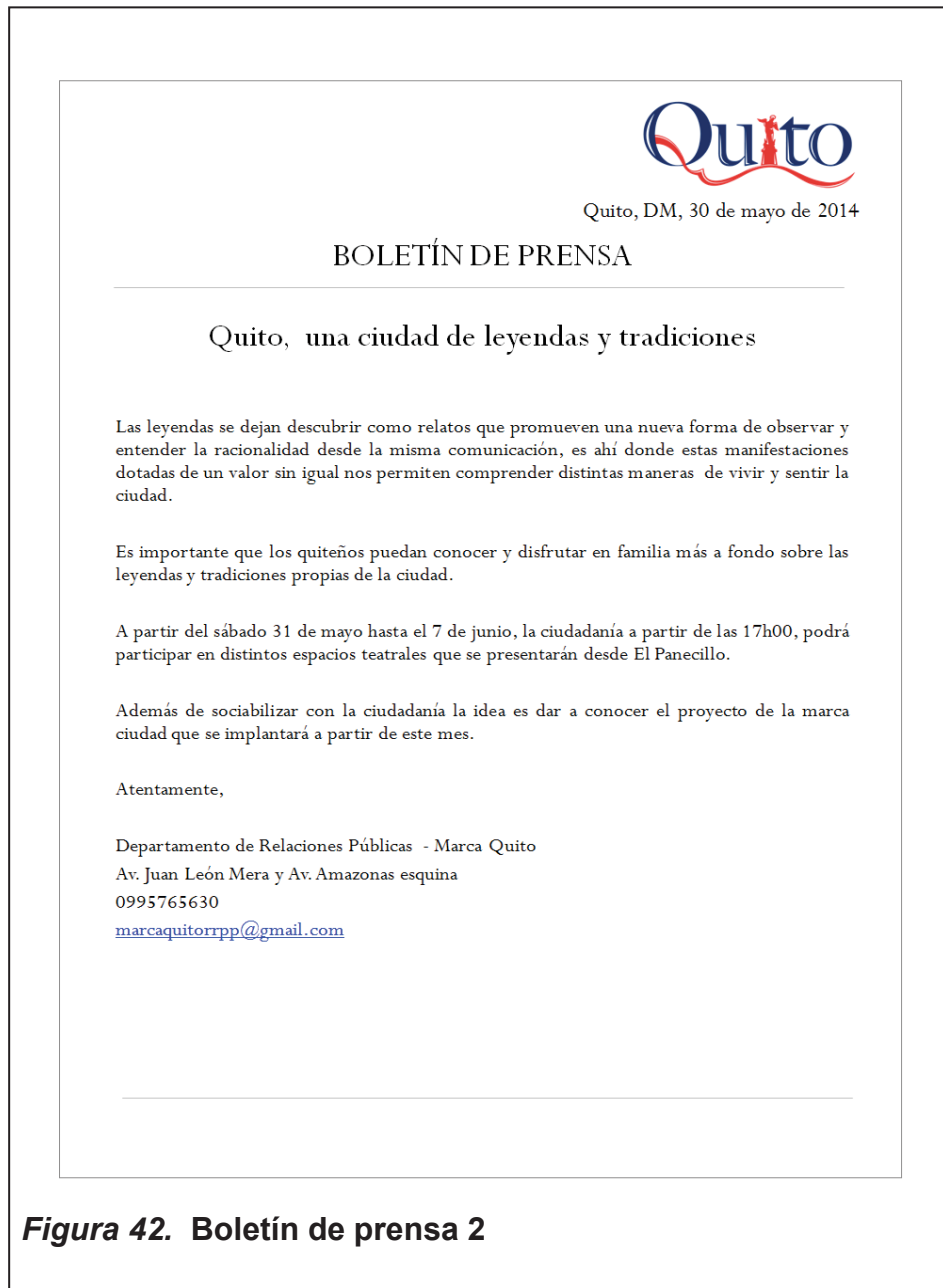 Quito
Quito, DM, 30 de mayo de 2014
BOLETÍN DE PRENSA
Quito, una ciudad de leyendas y tradiciones
Las leyendas se dejan descubrir como relatos que promueven una nueva forma de observar y
entender la racionalidad desde la misma comunicación, es ahí donde estas manifestaciones
dotadas de un valor sin igual nos permiten comprender distintas maneras de vivir y sentir la
ciudad.
Es importante que los quiteños puedan conocer y disfrutar en familia más a fondo sobre las
leyendas y tradiciones propias de la ciudad.
A partir del sábado 31 de mayo hasta el 7 de junio, la ciudadanía a partir de las 17h00, podrá
participar en distintos espacios teatrales que se presentarán desde El Panecillo.
Además de sociabilizar con la ciudadanía la idea es dar a conocer el proyecto de la marca
ciudad que se implantará a partir de este mes.
Atentamente,
Departamento de Relaciones Públicas - Marca Quito
Av. Juan León Mera y Av. Amazonas esquina
0995765630
marcaquitorrpp@gmail.com
Figura 42. Boletín de prensa 2